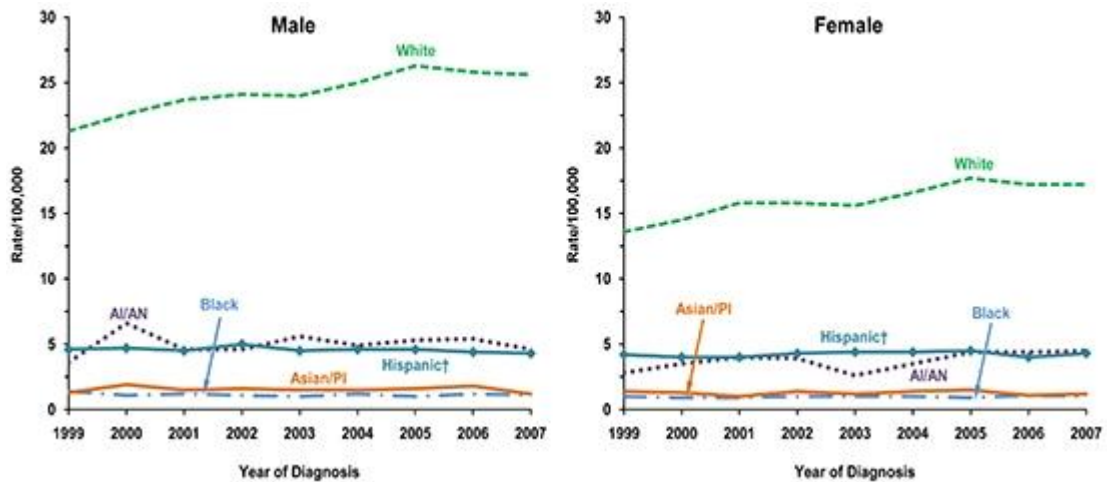 Male
Rate/100,000
30
25
20
15
10
5
0
White
AI/AN
Black
Hispanic†
Asian/PI
1999 2000 2001 2002 2003 2004 2005 2006 2007
Year of Diagnosis
Female
Rate/100,000
30
25
20
15
10
5
0
White
Asian/PI
Black
Hispanic†
AI/AN
1999 2000 2001 2002 2003 2004 2005 2006 2007
Year of Diagnosis